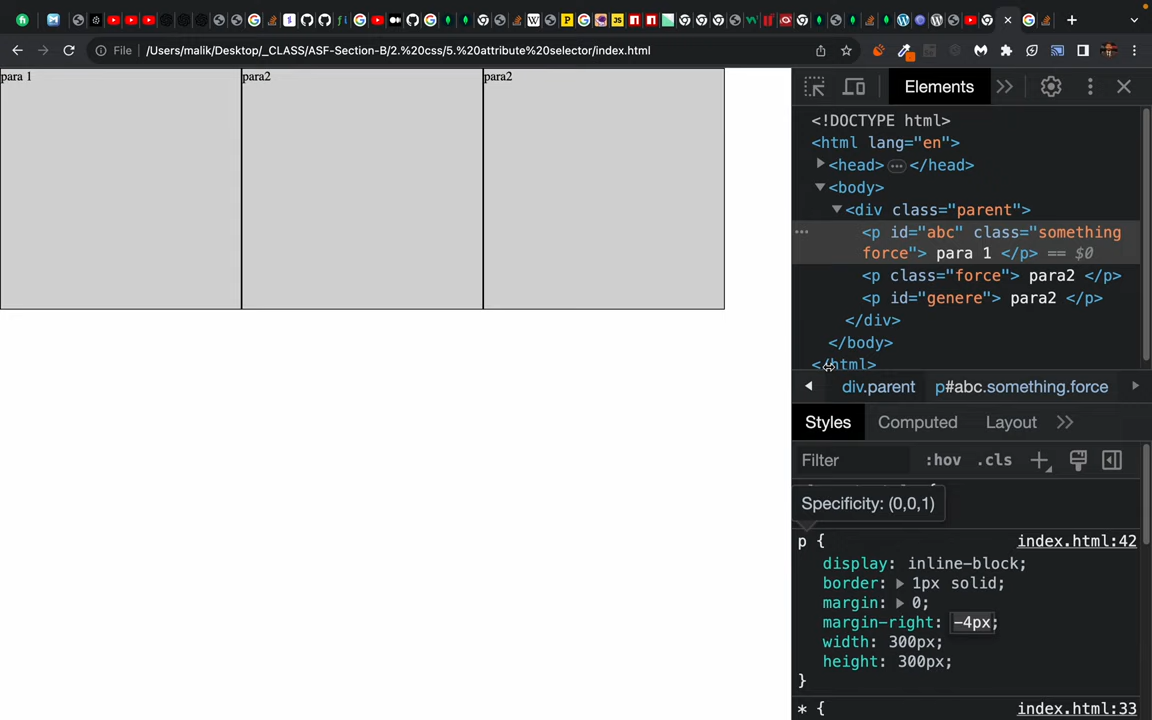 File /Users/malik/Desktop/_CLASS/ASF-Section-B/2.%20css/5.%20attribute%20selector/index.html
para 1 para2 para2
Elements
<!DOCTYPE html>
<html lang="en">
<head> ... </head>
<body>
<div class="parent">
<p id="abc" class="something
force"> para 1 </p> == $0
<p class="force"> para2 </p>
<p id="genere"> para2 </p>
</div>
</body>
</html>
div.parent p#abc.something.force
Styles Computed Layout
Filter :hov .cls
Specificity: (0,0,1)
p { index.html:42
display: inline-block;
border: 1px solid;
margin: 0;
margin-right: -4px;
width: 300px;
height: 300px;
}
* { index.html:33